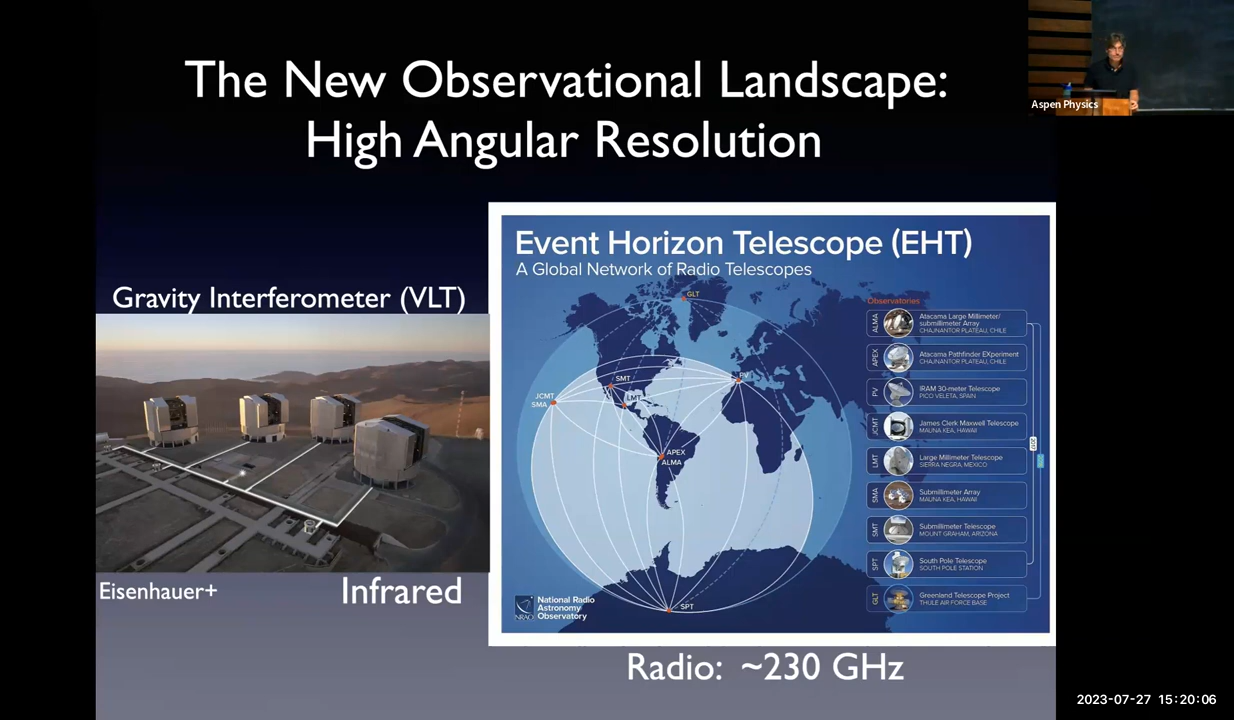 The New Observational Landscape:
High Angular Resolution
Aspen Physics
Gravity Interferometer (VLT)
Eisenhauer+
Infrared
Event Horizon Telescope (EHT)
A Global Network of Radio Telescopes
GLT
SMT
PV
JCMT
SMA
LMT
APEX
ALMA
SPT
National Radio
Astronomy
Observatory
NRAO
Observatories
ALMA
Atacama Large Millimeter/
submillimeter Array
CHAJNANTOR PLATEAU, CHILE
APEX
Atacama Pathfinder EXperiment
CHAJNANTOR PLATEAU, CHILE
PV
IRAM 30-meter Telescope
PICO VELETA, SPAIN
JCMT
James Clerk Maxwell Telescope
MAUNA KEA, HAWAII
LMT
Large Millimeter Telescope
SIERRA NEGRA, MEXICO
SMA
Submillimeter Array
MAUNA KEA, HAWAII
SMT
Submillimeter Telescope
MOUNT GRAHAM, ARIZONA
SPT
South Pole Telescope
SOUTH POLE STATION
GLT
Greenland Telescope Project
THULE AIR FORCE BASE
Radio: ~230 GHz
2023-07-27 15:20:06